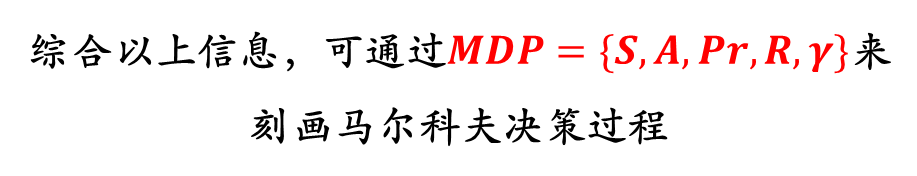 综合以上信息，可通过MDP = {S, A, Pr, R, γ}来
刻画马尔科夫决策过程